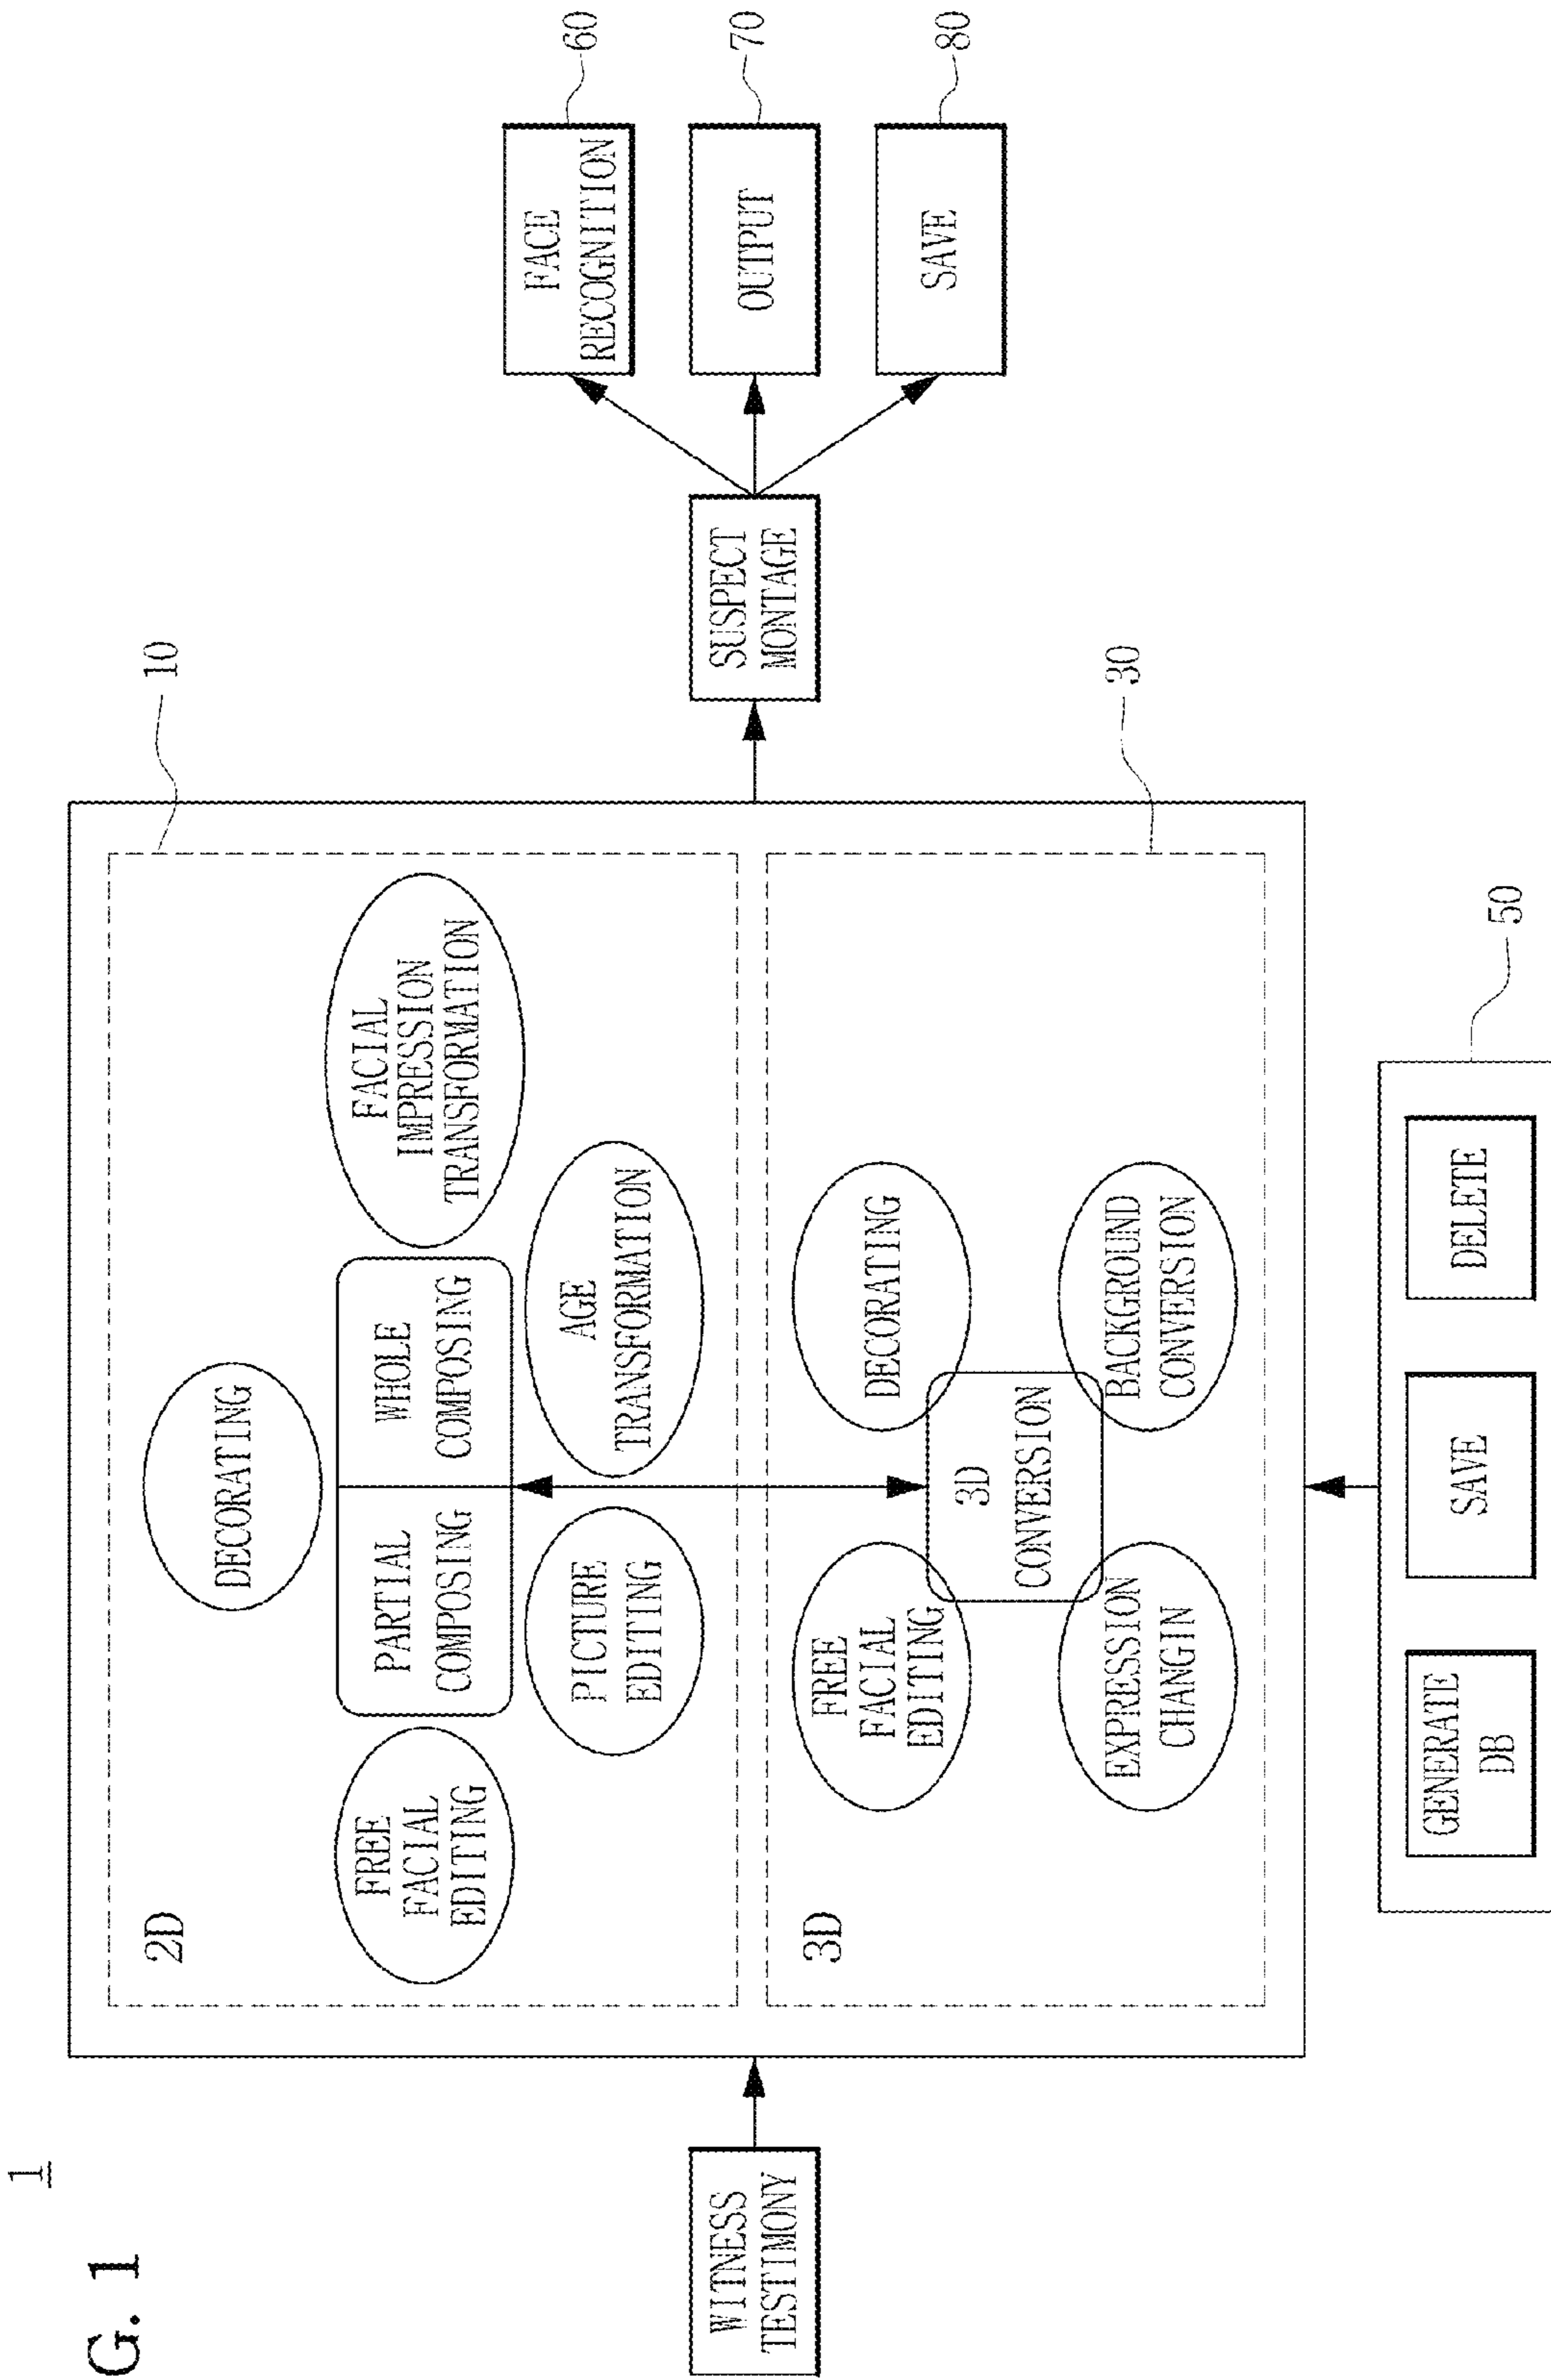 G. 1
1
WITNESS
TESTIMONY
2D
10
DECORATING
FREE
FACIAL
EDITING
PARTIAL
COMPOSING
WHOLE
COMPOSING
FACIAL
IMPRESSION
TRANSFORMATION
PICTURE
EDITING
AGE
TRANSFORMATION
3D
30
FREE
FACIAL
EDITING
DECORATING
3D
CONVERSION
EXPRESSION
CHANGIN
BACKGROUND
CONVERSION
50
GENERATE
DB
SAVE
DELETE
SUSPECT
MONTAGE
FACE
RECOGNITION
60
OUTPUT
70
SAVE
80